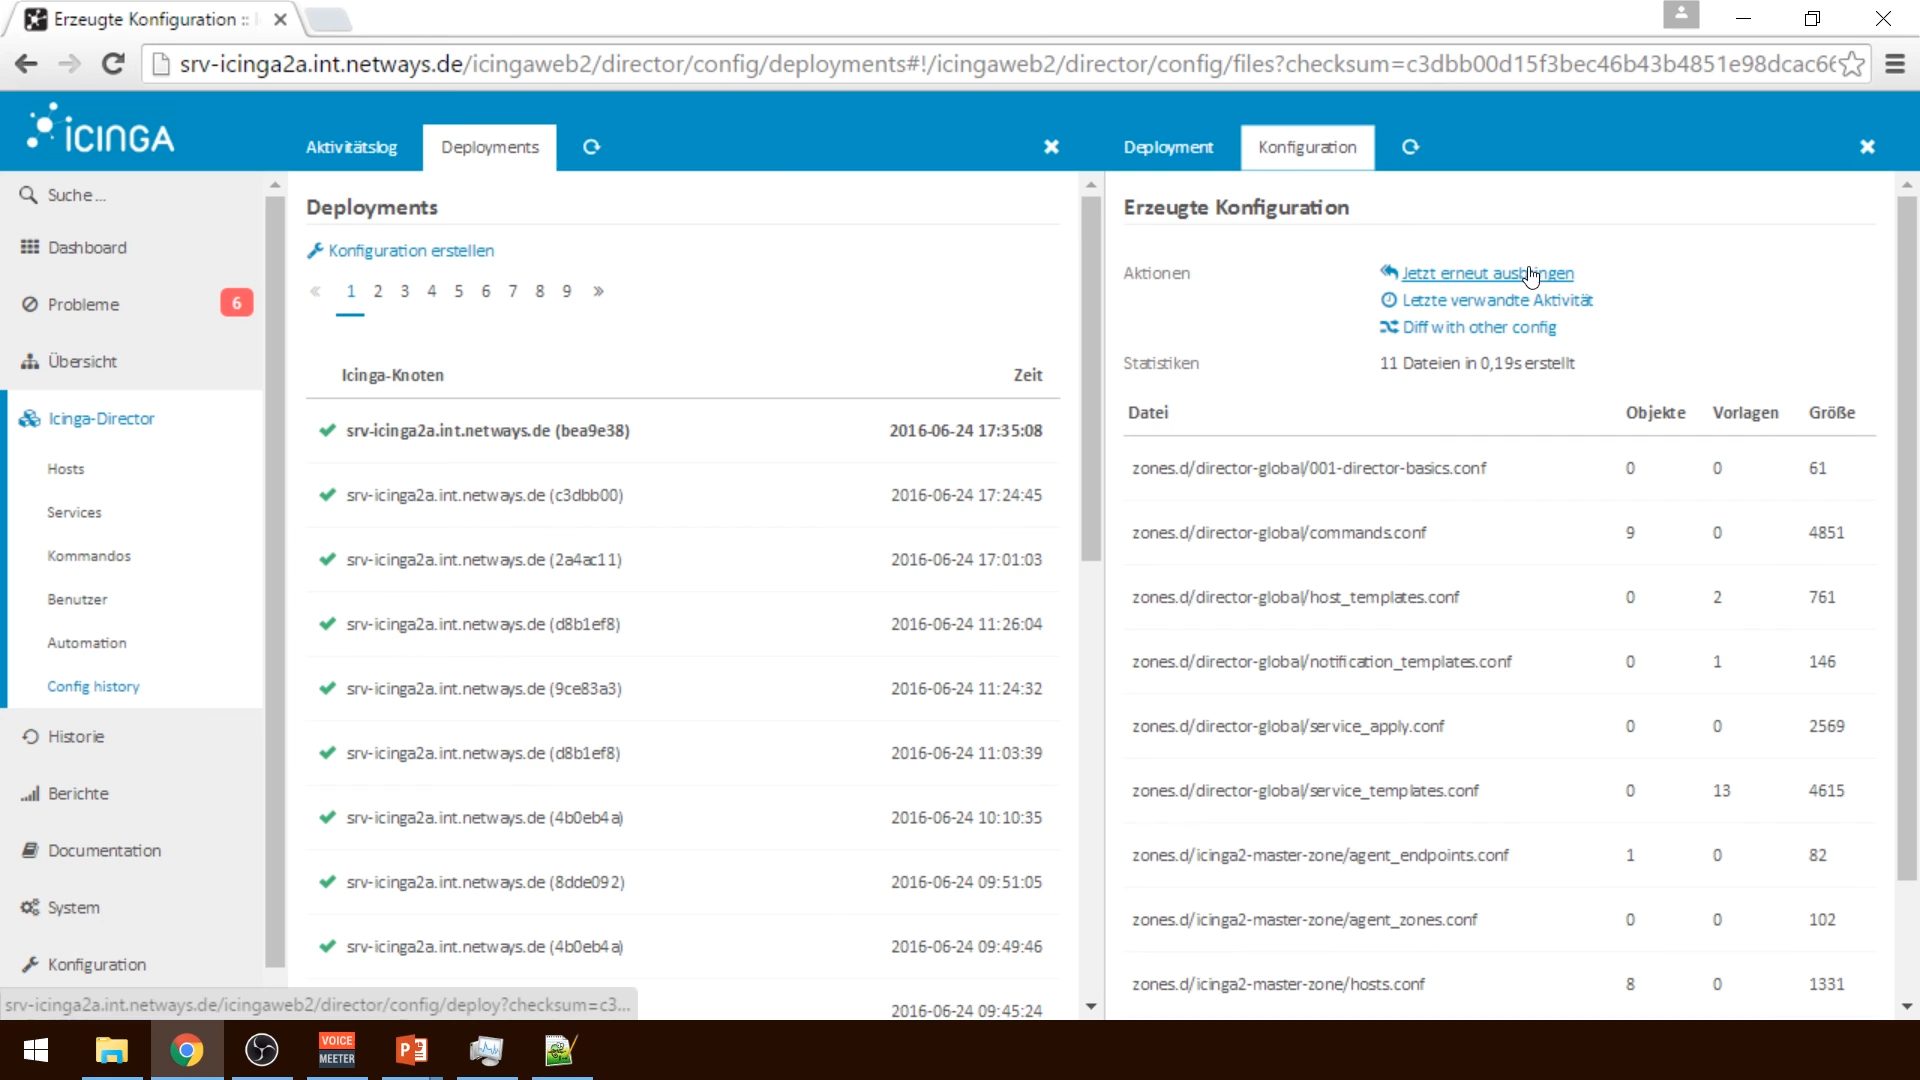 Erzeugte Konfiguration ::
srv-icinga2a.int.netways.de/icingaweb2/director/config/deployments#!/icingaweb2/director/config/files?checksum=c3dbb00d15f3bec46b43b4851e98dcac6
ICINGA
Aktivitätslog
Deployments
Deployment
Konfiguration
Suche ...
Dashboard
Probleme
6
Übersicht
Icinga-Director
Hosts
Services
Kommandos
Benutzer
Automation
Config history
Historie
Berichte
Documentation
System
Konfiguration
Deployments
Konfiguration erstellen
« 1 2 3 4 5 6 7 8 9 »
Icinga-Knoten Zeit
srv-icinga2a.int.netways.de (bea9e38) 2016-06-24 17:35:08
srv-icinga2a.int.netways.de (c3dbb00) 2016-06-24 17:24:45
srv-icinga2a.int.netways.de (2a4ac11) 2016-06-24 17:01:03
srv-icinga2a.int.netways.de (d8b1ef8) 2016-06-24 11:26:04
srv-icinga2a.int.netways.de (9ce83a3) 2016-06-24 11:24:32
srv-icinga2a.int.netways.de (d8b1ef8) 2016-06-24 11:03:39
srv-icinga2a.int.netways.de (4b0eb4a) 2016-06-24 10:10:35
srv-icinga2a.int.netways.de (8dde092) 2016-06-24 09:51:05
srv-icinga2a.int.netways.de (4b0eb4a) 2016-06-24 09:49:46
2016-06-24 09:45:24
Erzeugte Konfiguration
Aktionen
Jetzt erneut ausbringen
Letzte verwandte Aktivität
Diff with other config
Statistiken 11 Dateien in 0,19s erstellt
Datei Objekte Vorlagen Größe
zones.d/director-global/001-director-basics.conf 0 0 61
zones.d/director-global/commands.conf 9 0 4851
zones.d/director-global/host_templates.conf 0 2 761
zones.d/director-global/notification_templates.conf 0 1 146
zones.d/director-global/service_apply.conf 0 0 2569
zones.d/director-global/service_templates.conf 0 13 4615
zones.d/icinga2-master-zone/agent_endpoints.conf 1 0 82
zones.d/icinga2-master-zone/agent_zones.conf 0 0 102
zones.d/icinga2-master-zone/hosts.conf 8 0 1331
srv-icinga2a.int.netways.de/icingaweb2/director/config/deploy?checksum=c3...
VOICE
MEETER